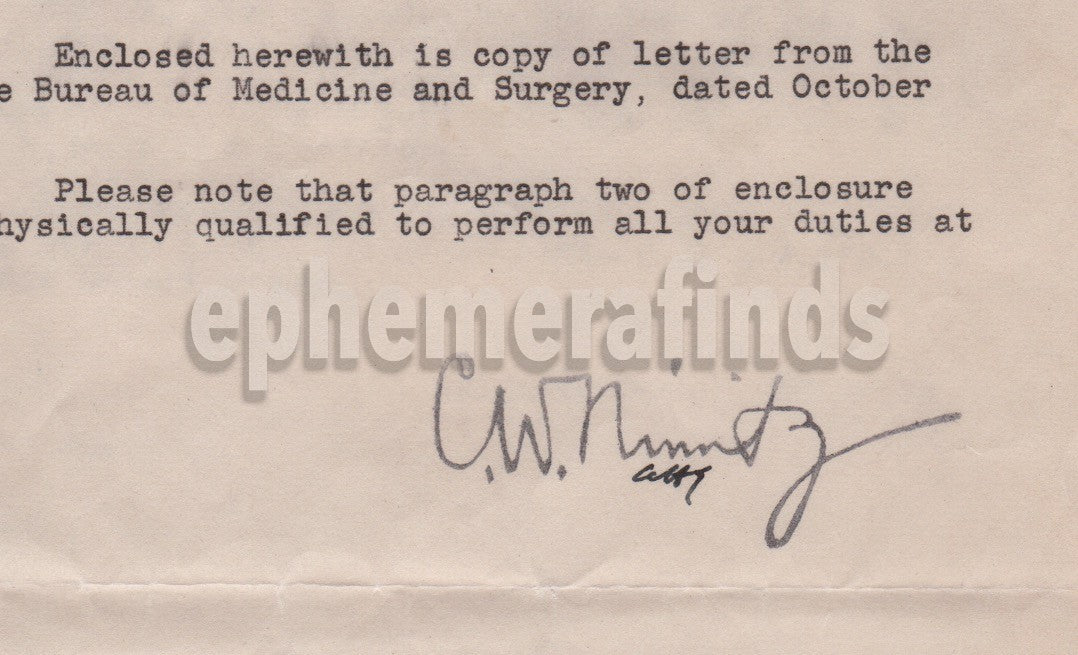 Enclosed herewith is copy of letter from the
e Bureau of Medicine and Surgery, dated October
Please note that paragraph two of enclosure
hysically qualified to perform all your duties at
ephemerafinds
C.W. Nimitz